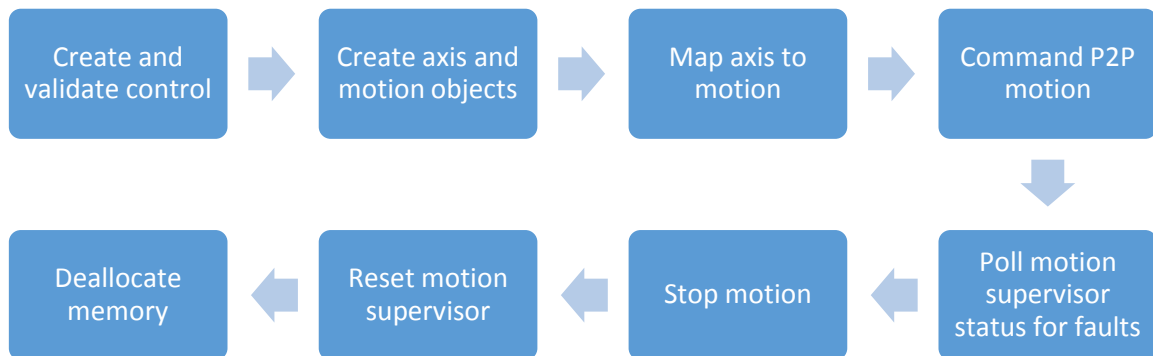 Create and
validate control
Create axis and
motion objects
Map axis to
motion
Command P2P
motion
Poll motion
supervisor
status for faults
Stop motion
Reset motion
supervisor
Deallocate
memory